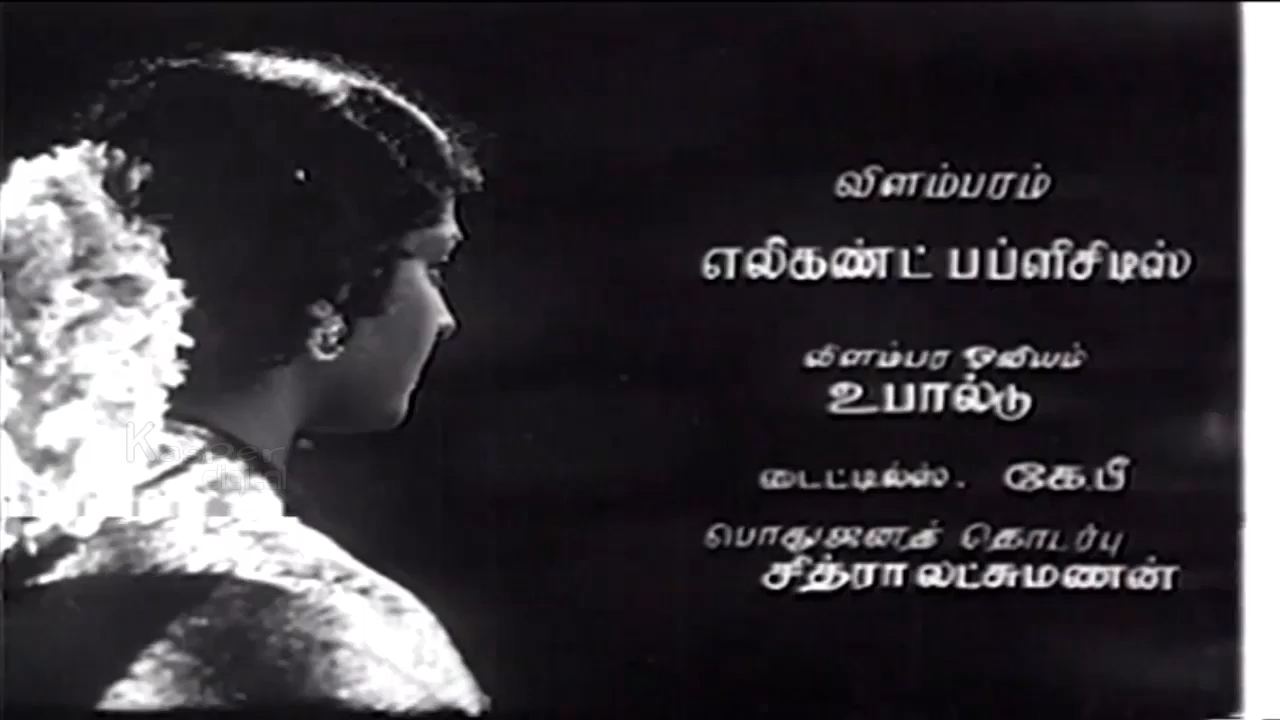 விளம்பரம்
எலிகண்ட் பப்ளிசிடிஸ்
விளம்பர ஓவியம்
உபால்டு
டைட்டில்ஸ். கே.பீ
பொதுஜனத் தொடர்பு
சித்ரா லட்சுமணன்